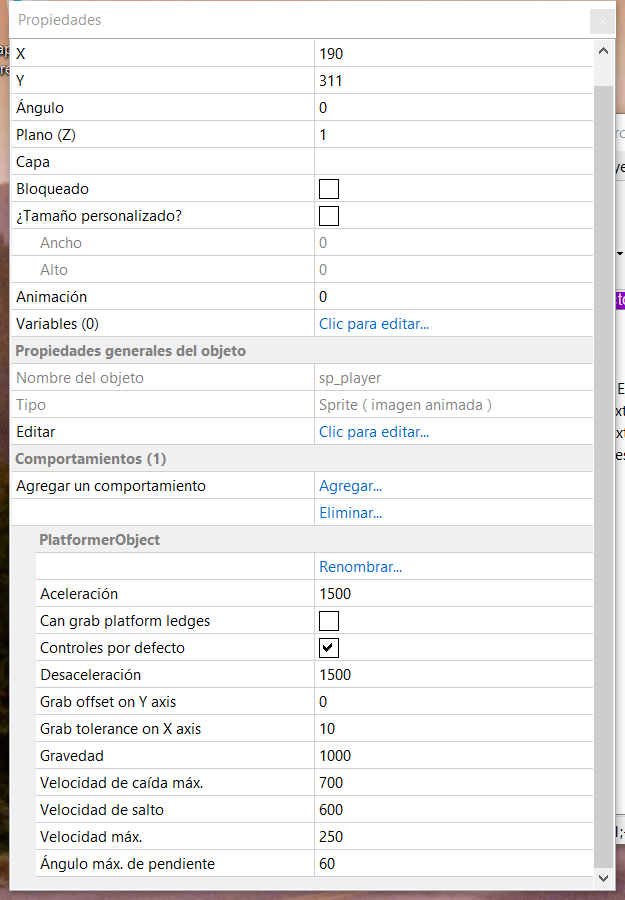 Propiedades
X 190
Y 311
Ángulo 0
Plano (Z) 1
Capa
Bloqueado
¿Tamaño personalizado?
Ancho 0
Alto 0
Animación 0
Variables (0) Clic para editar...
Propiedades generales del objeto
Nombre del objeto sp_player
Tipo Sprite ( imagen animada )
Editar Clic para editar...
Comportamientos (1)
Agregar un comportamiento Agregar...
Eliminar...
PlatformerObject
Renombrar...
Aceleración 1500
Can grab platform ledges
Controles por defecto
Desaceleración 1500
Grab offset on Y axis 0
Grab tolerance on X axis 10
Gravedad 1000
Velocidad de caída máx. 700
Velocidad de salto 600
Velocidad máx. 250
Ángulo máx. de pendiente 60